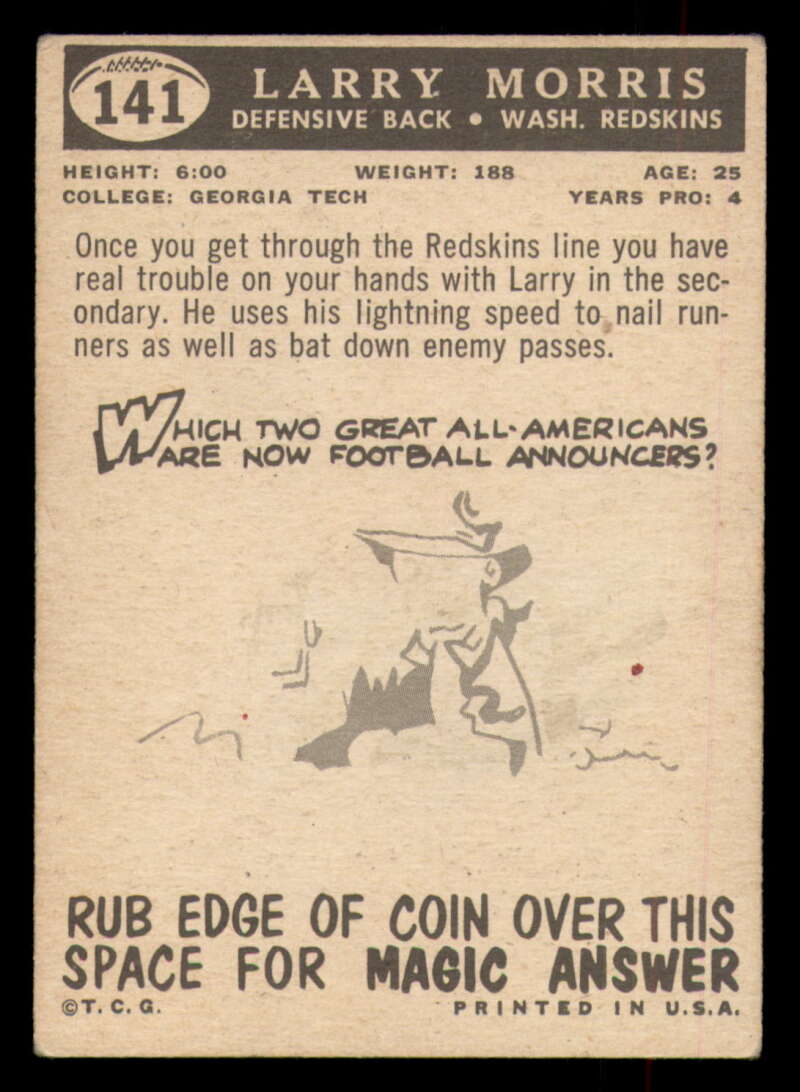 141
LARRY MORRIS
DEFENSIVE BACK • WASH. REDSKINS
HEIGHT: 6:00 WEIGHT: 188 AGE: 25
COLLEGE: GEORGIA TECH YEARS PRO: 4
Once you get through the Redskins line you have
real trouble on your hands with Larry in the sec-
ondary. He uses his lightning speed to nail run-
ners as well as bat down enemy passes.
WHICH TWO GREAT ALL-AMERICANS
ARE NOW FOOTBALL ANNOUNCERS?
RUB EDGE OF COIN OVER THIS
SPACE FOR MAGIC ANSWER
©T. C. G. PRINTED IN U.S.A.